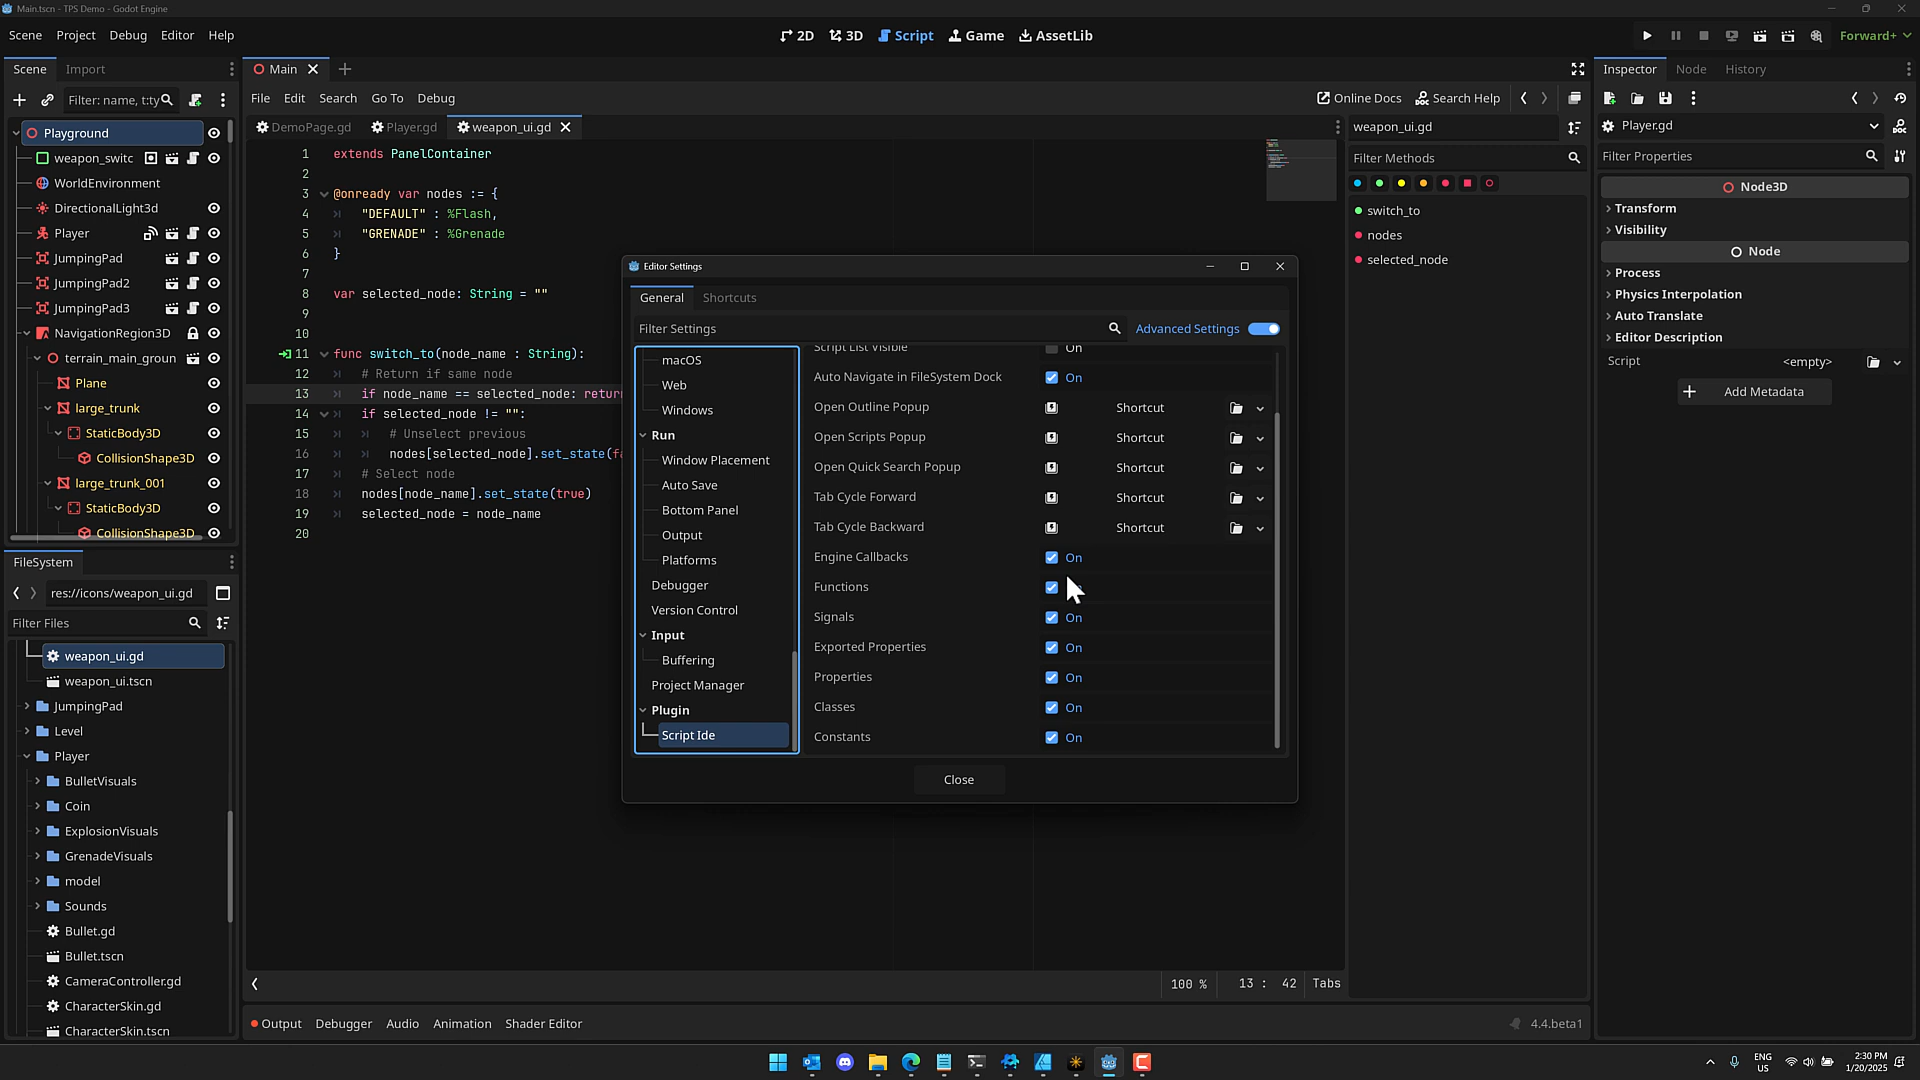 Main.tscn - TPS Demo - Godot Engine
Scene Project Debug Editor Help
2D 3D Script Game AssetLib
Forward+
Scene Import
Filter: name, t:ty
Playground
weapon_switc
WorldEnvironment
DirectionalLight3d
Player
JumpingPad
JumpingPad2
JumpingPad3
NavigationRegion3D
terrain_main_groun
Plane
large_trunk
StaticBody3D
CollisionShape3D
large_trunk_001
StaticBody3D
CollisionShape3D
FileSystem
res://icons/weapon_ui.gd
Filter Files
weapon_ui.gd
weapon_ui.tscn
JumpingPad
Level
Player
BulletVisuals
Coin
ExplosionVisuals
GrenadeVisuals
model
Sounds
Bullet.gd
Bullet.tscn
CameraController.gd
CharacterSkin.gd
CharacterSkin.tscn
Main
File Edit Search Go To Debug
Online Docs Search Help
DemoPage.gd Player.gd weapon_ui.gd
1 extends PanelContainer
2
3 @onready var nodes := {
4 "DEFAULT" : %Flash,
5 "GRENADE" : %Grenade
6 }
7
8 var selected_node: String = ""
9
10
11 func switch_to(node_name : String):
12 # Return if same node
13 if node_name == selected_node: retur
14 if selected_node != "":
15 # Unselect previous
16 nodes[selected_node].set_state(fa
17 # Select node
18 nodes[node_name].set_state(true)
19 selected_node = node_name
20
100 % 13 : 42 Tabs
Output Debugger Audio Animation Shader Editor
4.4.beta1
weapon_ui.gd
Filter Methods
switch_to
nodes
selected_node
Editor Settings
General Shortcuts
Filter Settings
Advanced Settings
macOS
Web
Windows
Run
Window Placement
Auto Save
Bottom Panel
Output
Platforms
Debugger
Version Control
Input
Buffering
Project Manager
Plugin
Script Ide
Script List Visible On
Auto Navigate in FileSystem Dock On
Open Outline Popup Shortcut
Open Scripts Popup Shortcut
Open Quick Search Popup Shortcut
Tab Cycle Forward Shortcut
Tab Cycle Backward Shortcut
Engine Callbacks On
Functions
Signals On
Exported Properties On
Properties On
Classes On
Constants On
Close
Inspector Node History
Player.gd
Filter Properties
Node3D
Transform
Visibility
Node
Process
Physics Interpolation
Auto Translate
Editor Description
Script <empty>
Add Metadata
ENG
US
2:30 PM
1/20/2025